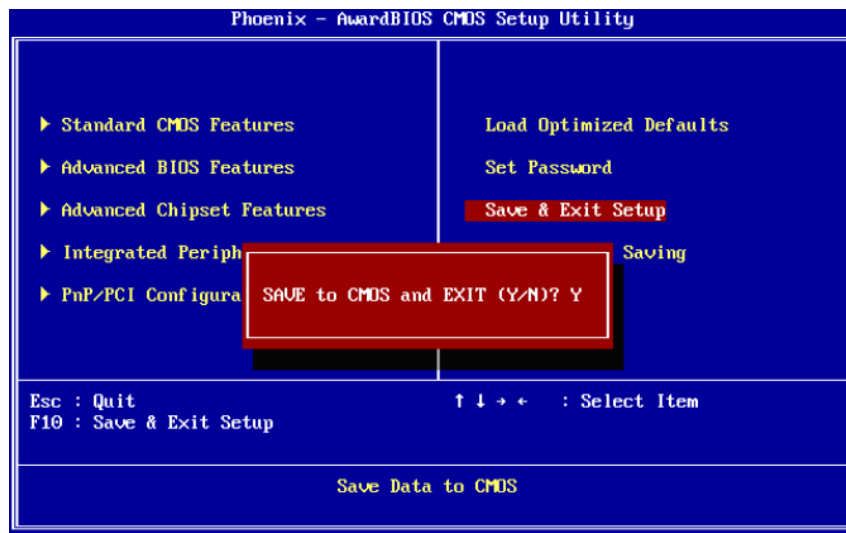 Phoenix - AwardBIOS CMOS Setup Utility
Standard CMOS Features
Advanced BIOS Features
Advanced Chipset Features
Integrated Periph
PnP/PCI Configura
Load Optimized Defaults
Set Password
Save & Exit Setup
Saving
SAVE to CMOS and EXIT (Y/N)? Y
Esc : Quit
F10 : Save & Exit Setup
↑ ↓ → ← : Select Item
Save Data to CMOS